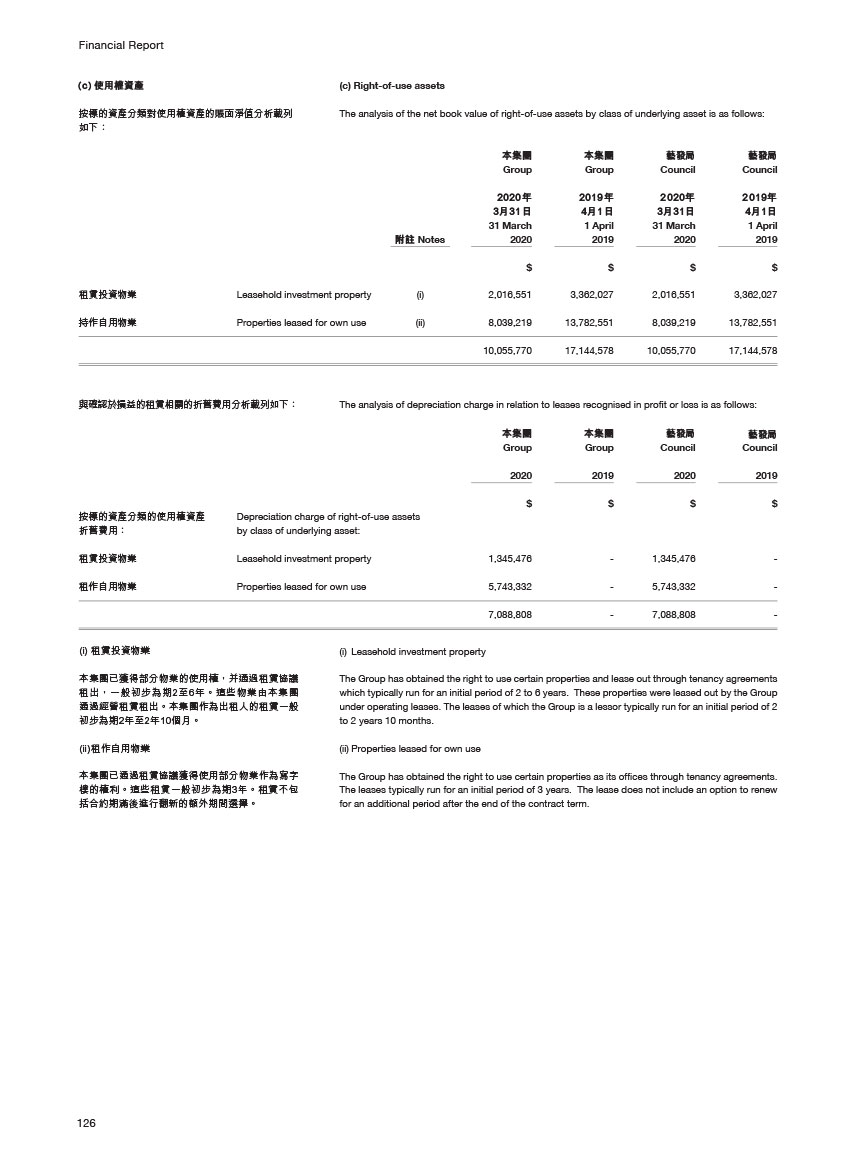 Financial Report
(c) 使用權資產
(c) Right-of-use assets
按標的資產分類對使用權資產的賬面淨值分析載列
如下：
The analysis of the net book value of right-of-use assets by class of underlying asset is as follows:
本集團 本集團 藝發局 藝發局
Group Group Council Council
2020年 2019年 2020年 2019年
3月31日 4月1日 3月31日 4月1日
31 March 1 April 31 March 1 April
附註 Notes 2020 2019 2020 2019
$ $ $ $
租賃投資物業 Leasehold investment property (i) 2,016,551 3,362,027 2,016,551 3,362,027
持作自用物業 Properties leased for own use (ii) 8,039,219 13,782,551 8,039,219 13,782,551
10,055,770 17,144,578 10,055,770 17,144,578
與確認於損益的租賃相關的折舊費用分析載列如下：
The analysis of depreciation charge in relation to leases recognised in profit or loss is as follows:
本集團 本集團 藝發局 藝發局
Group Group Council Council
2020 2019 2020 2019
$ $ $ $
按標的資產分類的使用權資產 Depreciation charge of right-of-use assets
折舊費用： by class of underlying asset:
租賃投資物業 Leasehold investment property 1,345,476 - 1,345,476 -
租作自用物業 Properties leased for own use 5,743,332 - 5,743,332 -
7,088,808 - 7,088,808 -
(i) 租賃投資物業
本集團已獲得部分物業的使用權，并通過租賃協議
租出，一般初步為期2至6年。這些物業由本集團
通過經營租賃租出。本集團作為出租人的租賃一般
初步為期2年至2年10個月。
(i) Leasehold investment property
The Group has obtained the right to use certain properties and lease out through tenancy agreements
which typically run for an initial period of 2 to 6 years. These properties were leased out by the Group
under operating leases. The leases of which the Group is a lessor typically run for an initial period of 2
to 2 years 10 months.
(ii)租作自用物業
本集團已通過租賃協議獲得使用部分物業作為寫字
樓的權利。這些租賃一般初步為期3年。租賃不包
括合約期滿後進行翻新的額外期間選擇。
(ii) Properties leased for own use
The Group has obtained the right to use certain properties as its offices through tenancy agreements.
The leases typically run for an initial period of 3 years. The lease does not include an option to renew
for an additional period after the end of the contract term.
126